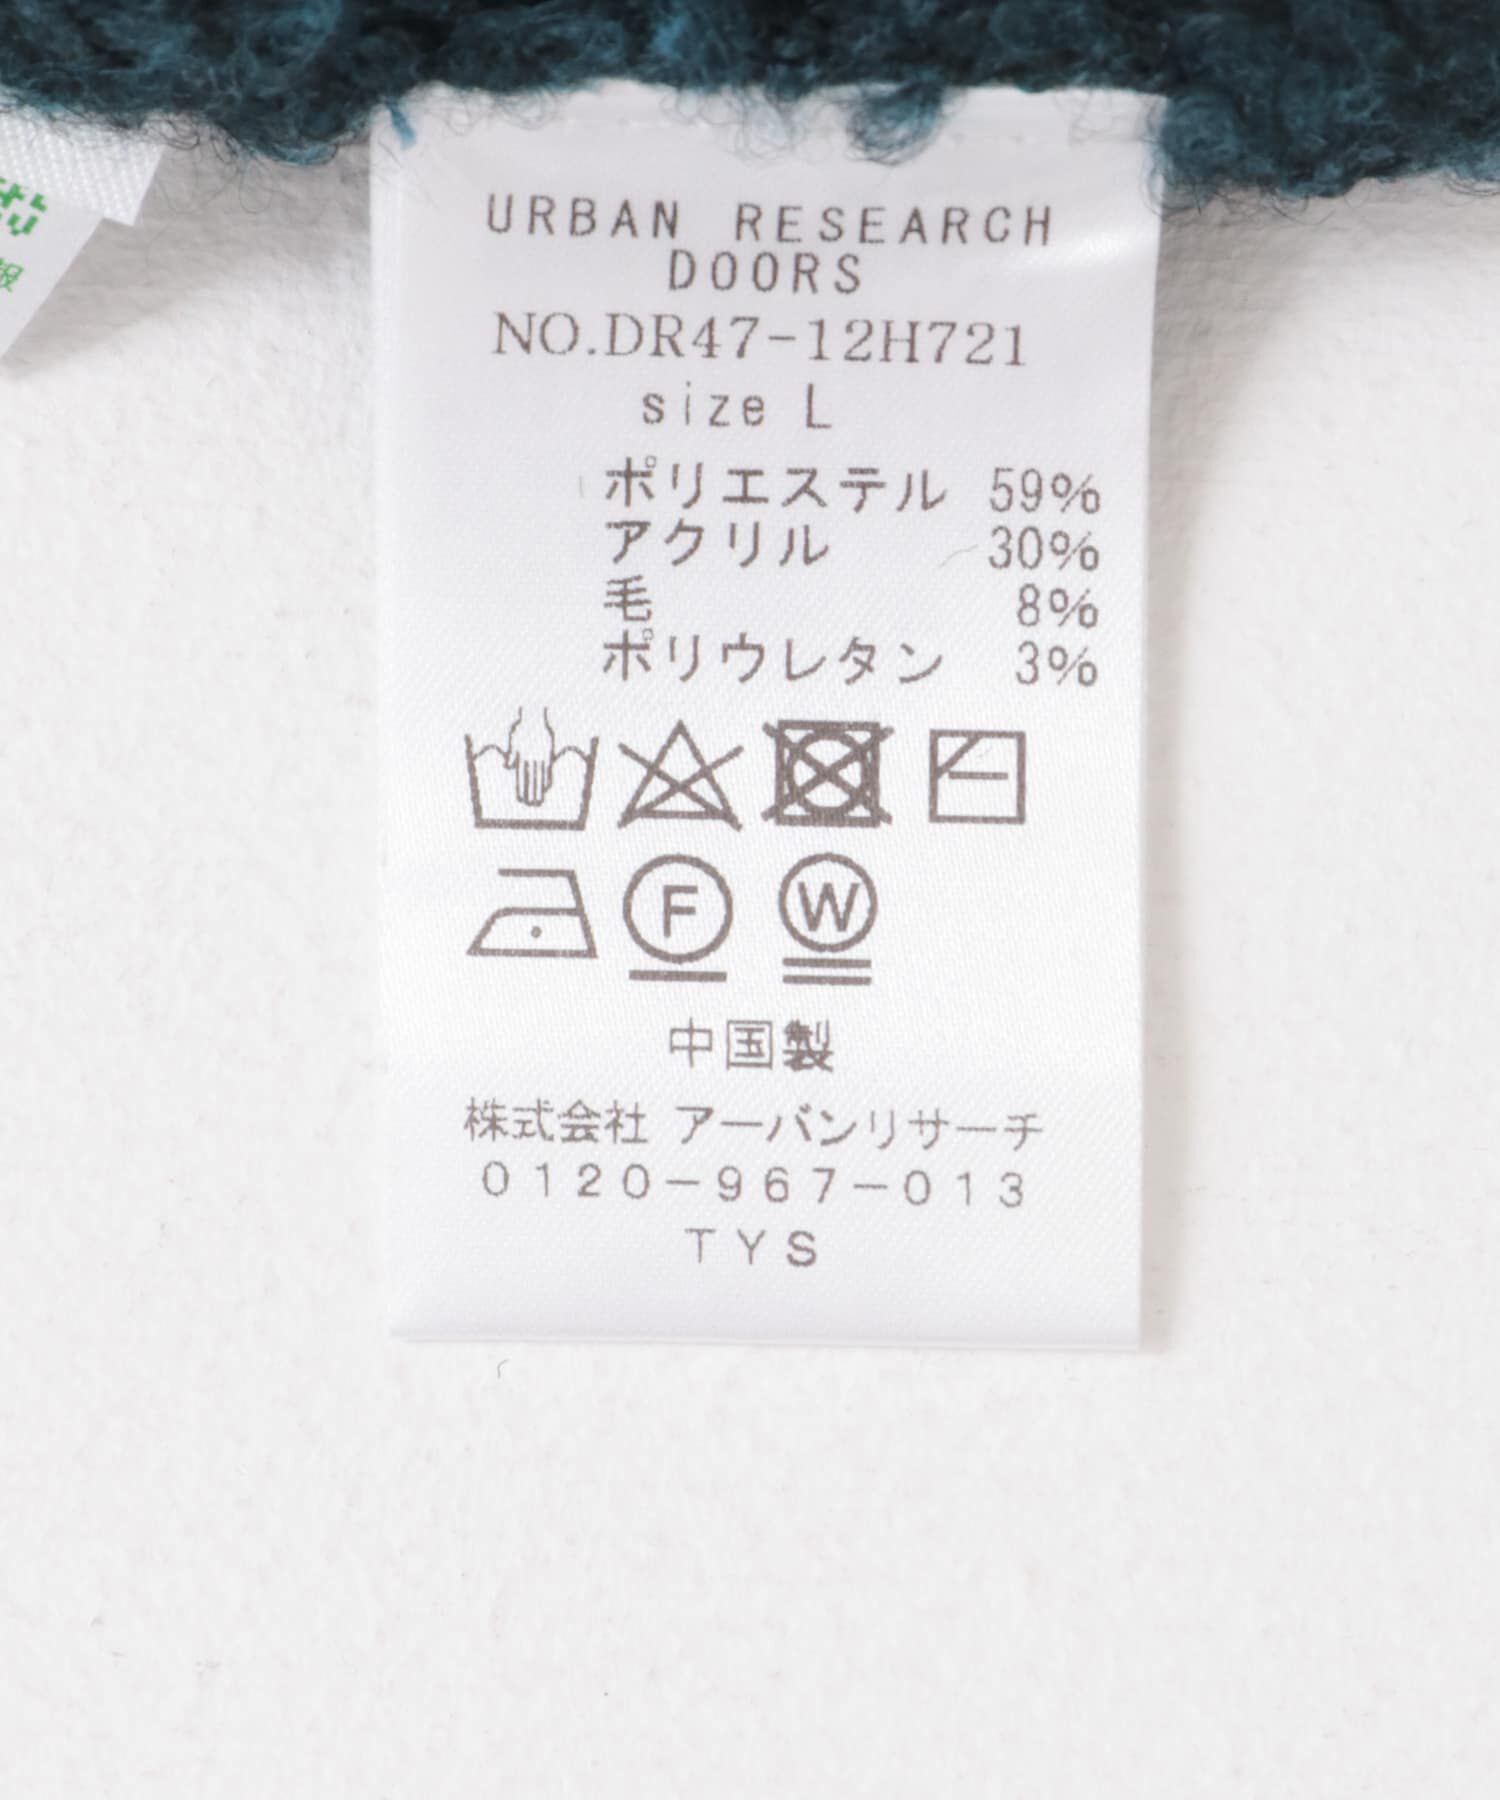 URBAN RESEARCH
DOORS
NO.DR47-12H721
size L
ポリエステル 59%
アクリル 30%
毛 8%
ポリウレタン 3%
F W
中国製
株式会社 アーバンリサーチ
0120-967-013
TYS